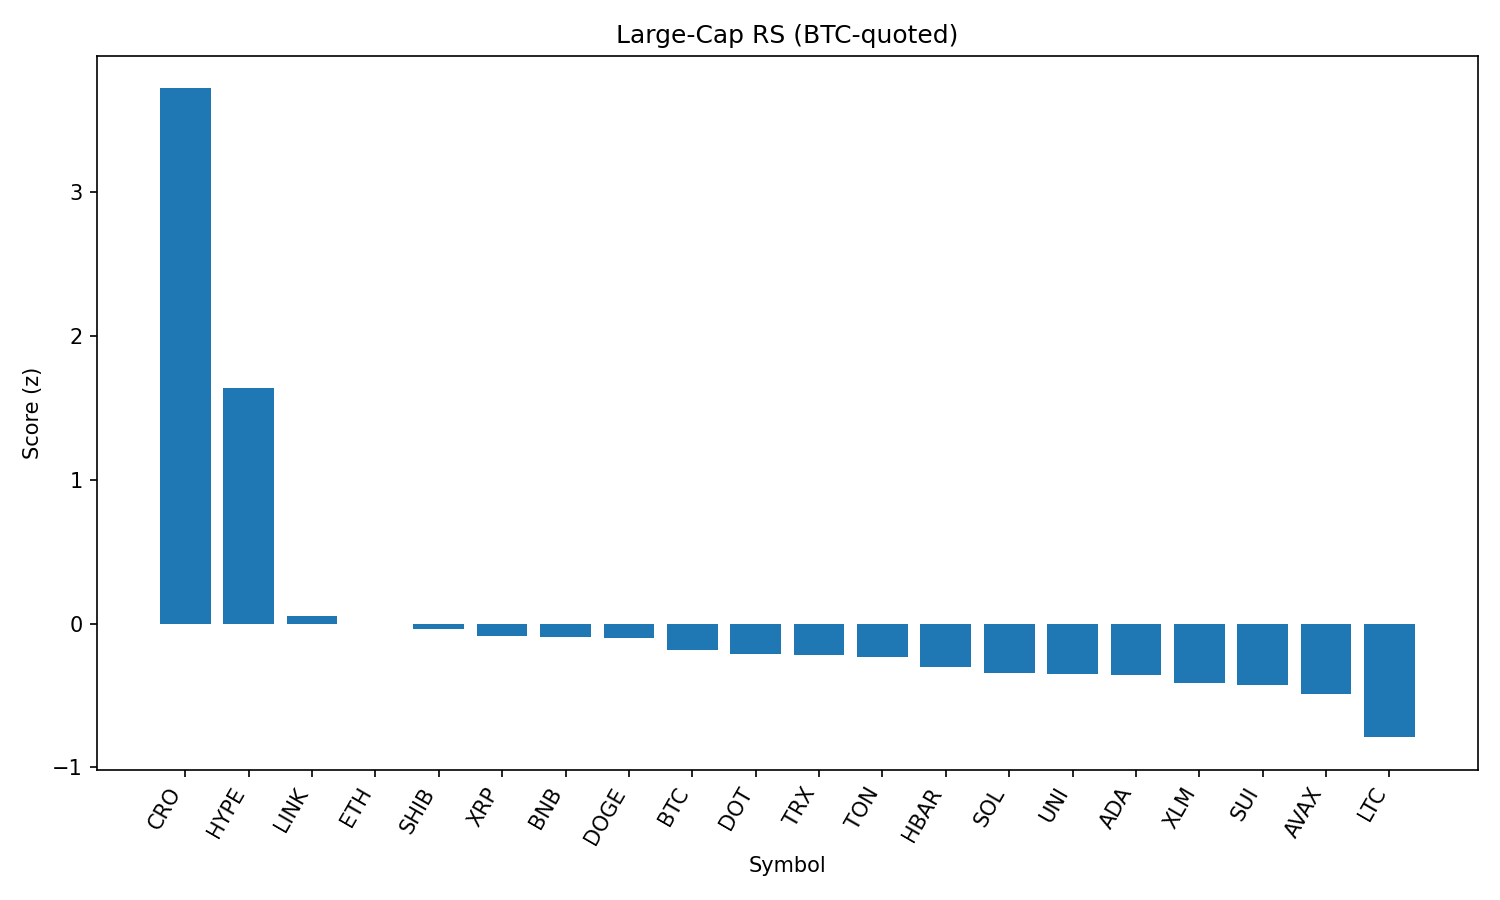 Large-Cap RS (BTC-quoted)
Score (z)
3
2
1
0
−1
CRO
HYPE
LINK
ETH
SHIB
XRP
BNB
DOGE
BTC
DOT
TRX
TON
HBAR
SOL
UNI
ADA
XLM
SUI
AVAX
LTC
Symbol